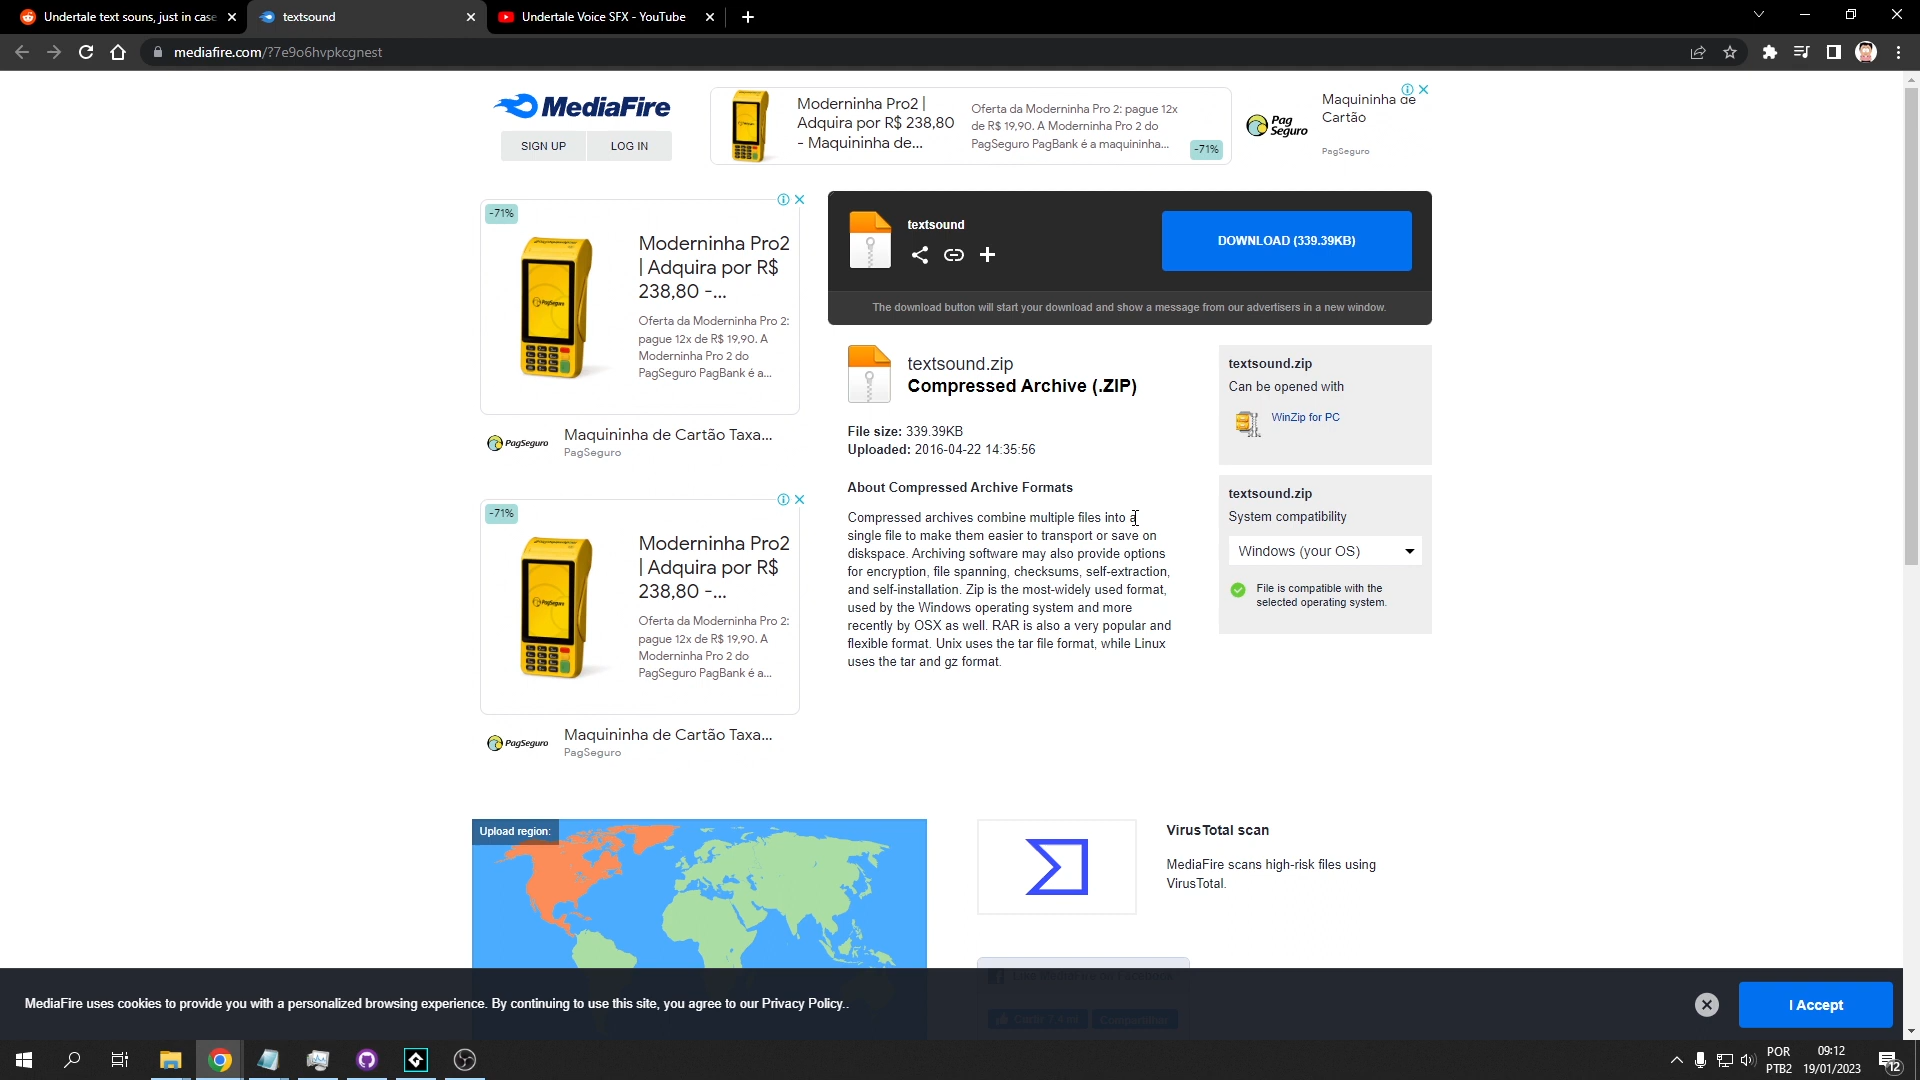 Undertale text souns, just in case
textsound
Undertale Voice SFX - YouTube
mediafire.com/?7e9o6hvpkcgnest
MediaFire
SIGN UP
LOG IN
Moderninha Pro2 |
Adquira por R$ 238,80
- Maquininha de...
Oferta da Moderninha Pro 2: pague 12x
de R$ 19,90. A Moderninha Pro 2 do
PagSeguro PagBank é a maquininha...
-71%
Pag
Seguro
Maquininha de
Cartão
PagSeguro
-71%
Moderninha Pro2
| Adquira por R$
238,80 -...
Oferta da Moderninha Pro 2:
pague 12x de R$ 19,90. A
Moderninha Pro 2 do
PagSeguro PagBank é a...
PagSeguro
Maquininha de Cartão Taxa...
PagSeguro
-71%
Moderninha Pro2
| Adquira por R$
238,80 -...
Oferta da Moderninha Pro 2:
pague 12x de R$ 19,90. A
Moderninha Pro 2 do
PagSeguro PagBank é a...
PagSeguro
Maquininha de Cartão Taxa...
PagSeguro
textsound
DOWNLOAD (339.39KB)
The download button will start your download and show a message from our advertisers in a new window.
textsound.zip
Compressed Archive (.ZIP)
File size: 339.39KB
Uploaded: 2016-04-22 14:35:56
About Compressed Archive Formats
Compressed archives combine multiple files into a
single file to make them easier to transport or save on
diskspace. Archiving software may also provide options
for encryption, file spanning, checksums, self-extraction,
and self-installation. Zip is the most-widely used format,
used by the Windows operating system and more
recently by OSX as well. RAR is also a very popular and
flexible format. Unix uses the tar file format, while Linux
uses the tar and gz format.
textsound.zip
Can be opened with
WinZip for PC
textsound.zip
System compatibility
Windows (your OS)
File is compatible with the
selected operating system.
Upload region:
VirusTotal scan
MediaFire scans high-risk files using
VirusTotal.
MediaFire uses cookies to provide you with a personalized browsing experience. By continuing to use this site, you agree to our Privacy Policy..
I Accept
POR
PTB2
09:12
19/01/2023
12